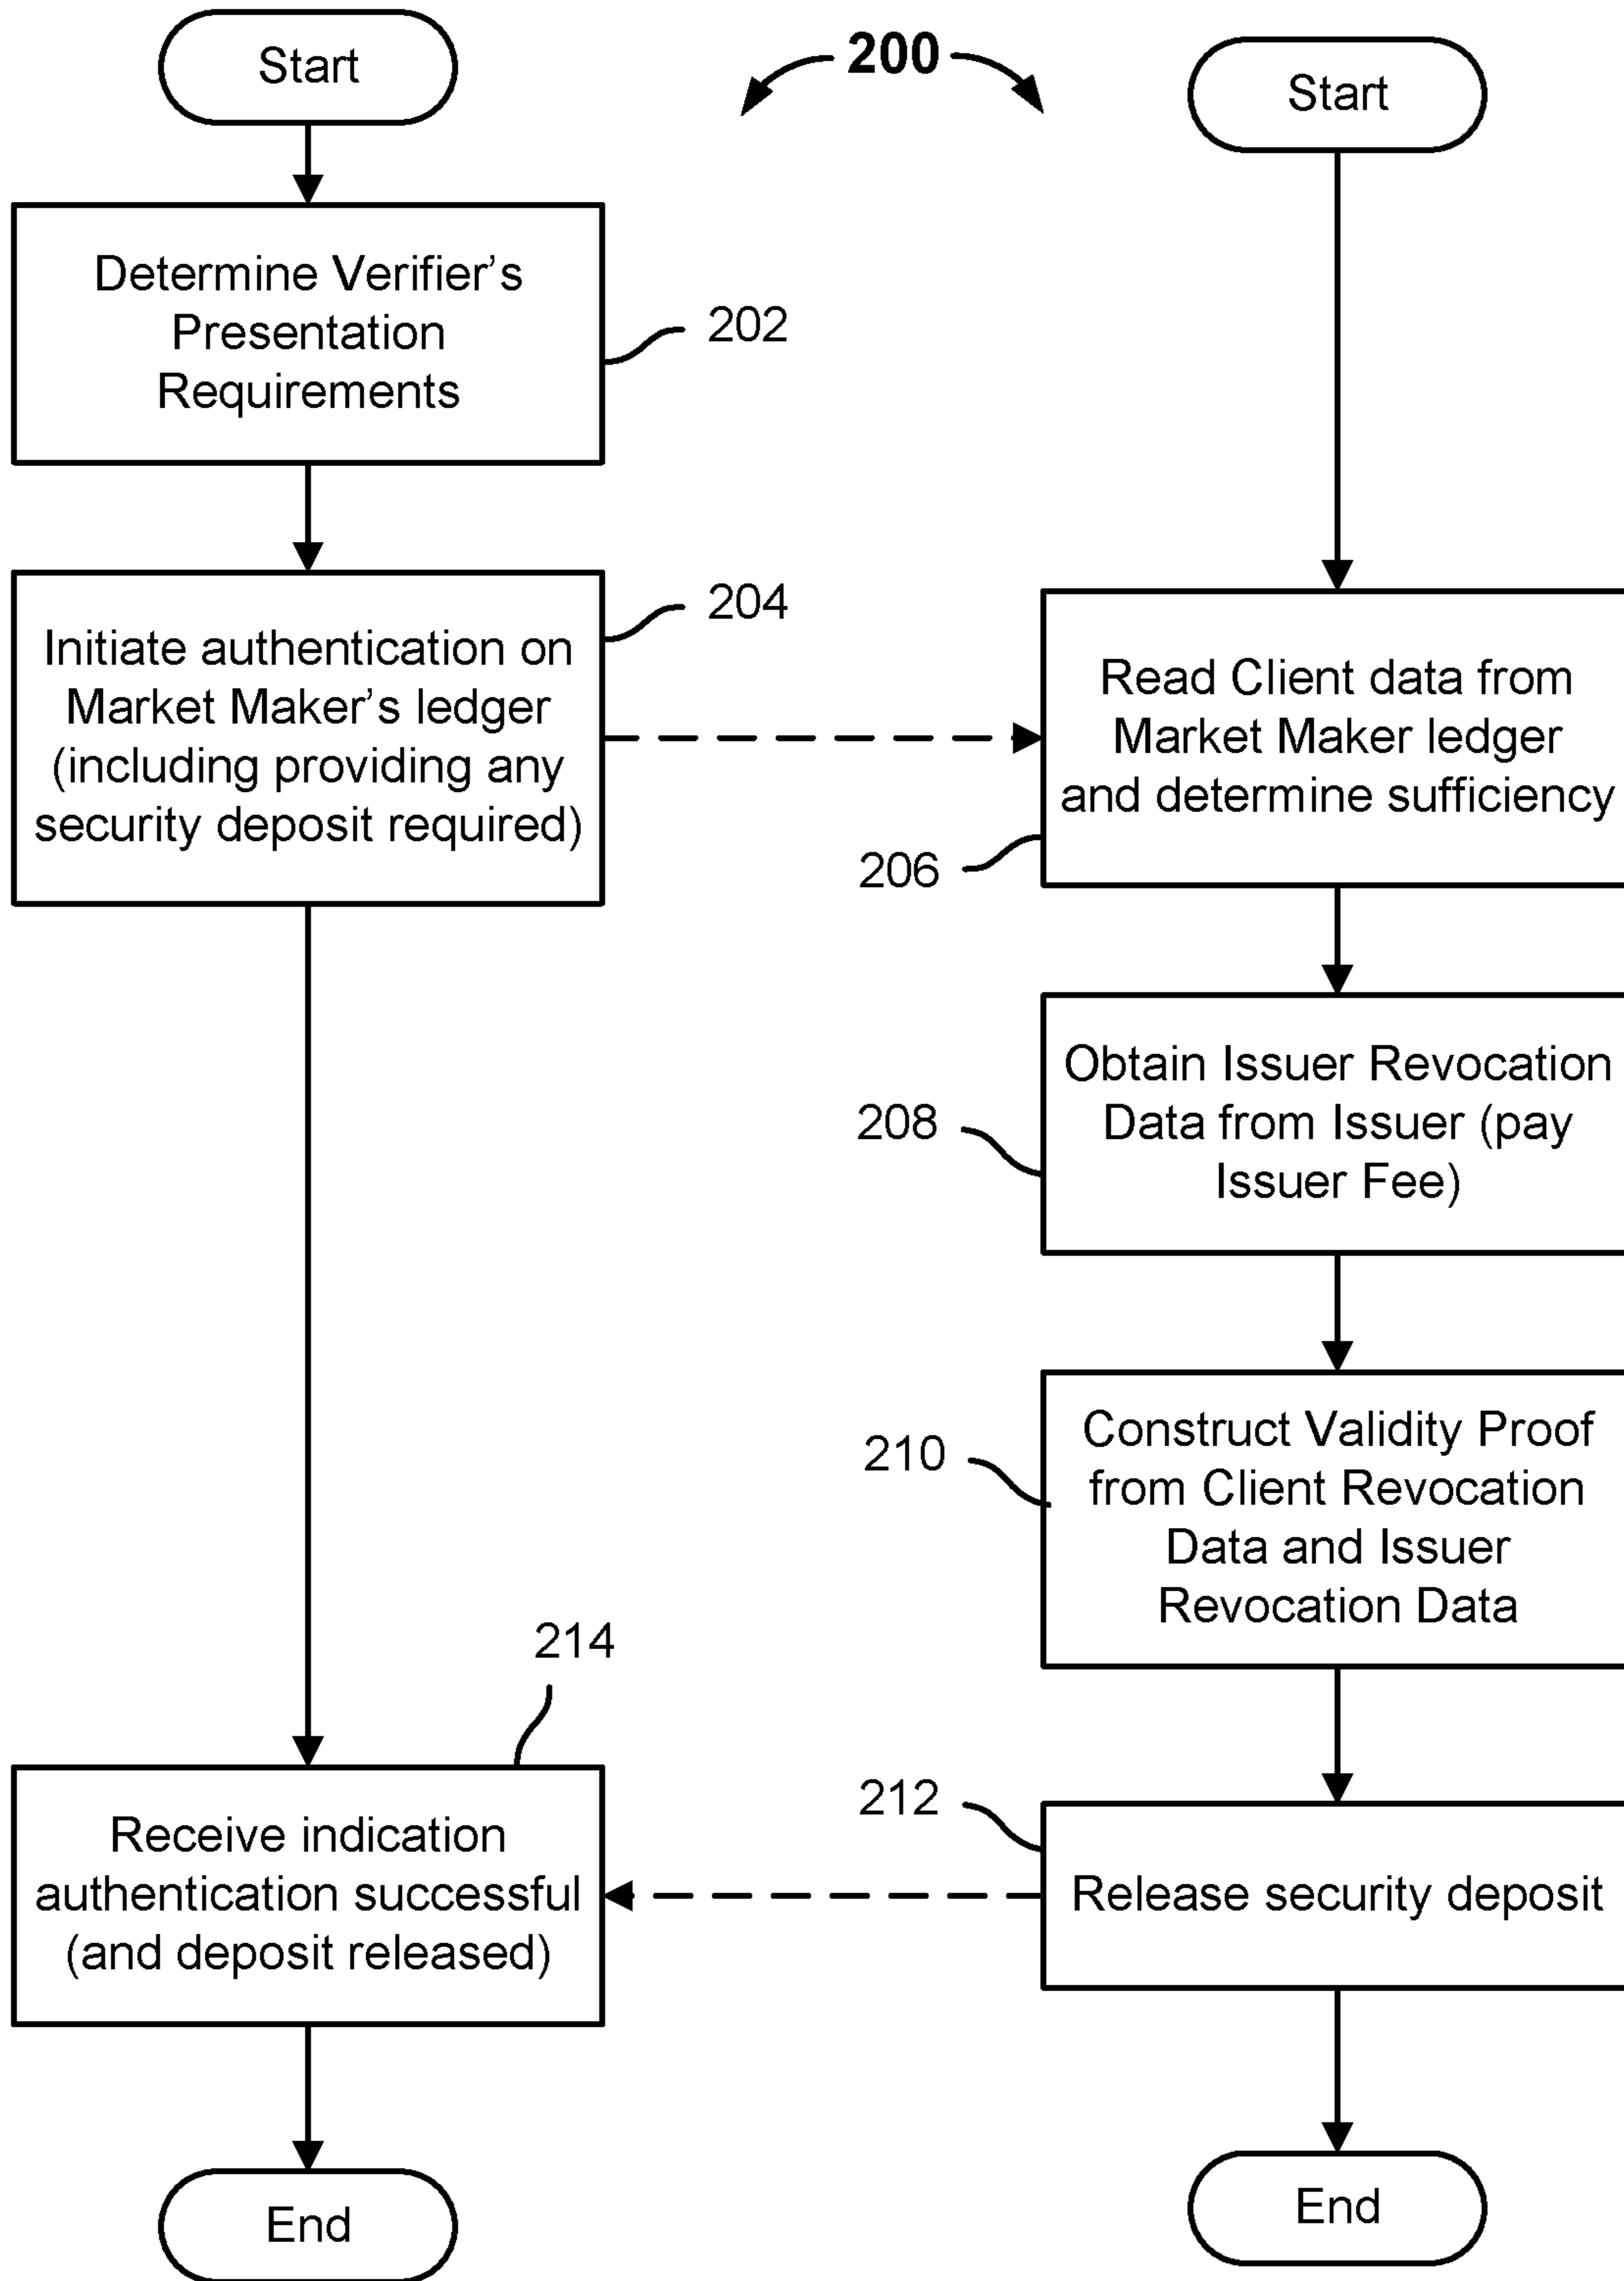 Start
200
Start
Determine Verifier's
Presentation
Requirements
202
Initiate authentication on
Market Maker's ledger
(including providing any
security deposit required)
204
Read Client data from
Market Maker ledger
and determine sufficiency
206
Obtain Issuer Revocation
Data from Issuer (pay
Issuer Fee)
208
Construct Validity Proof
from Client Revocation
Data and Issuer
Revocation Data
210
214
Receive indication
authentication successful
(and deposit released)
212
Release security deposit
End
End